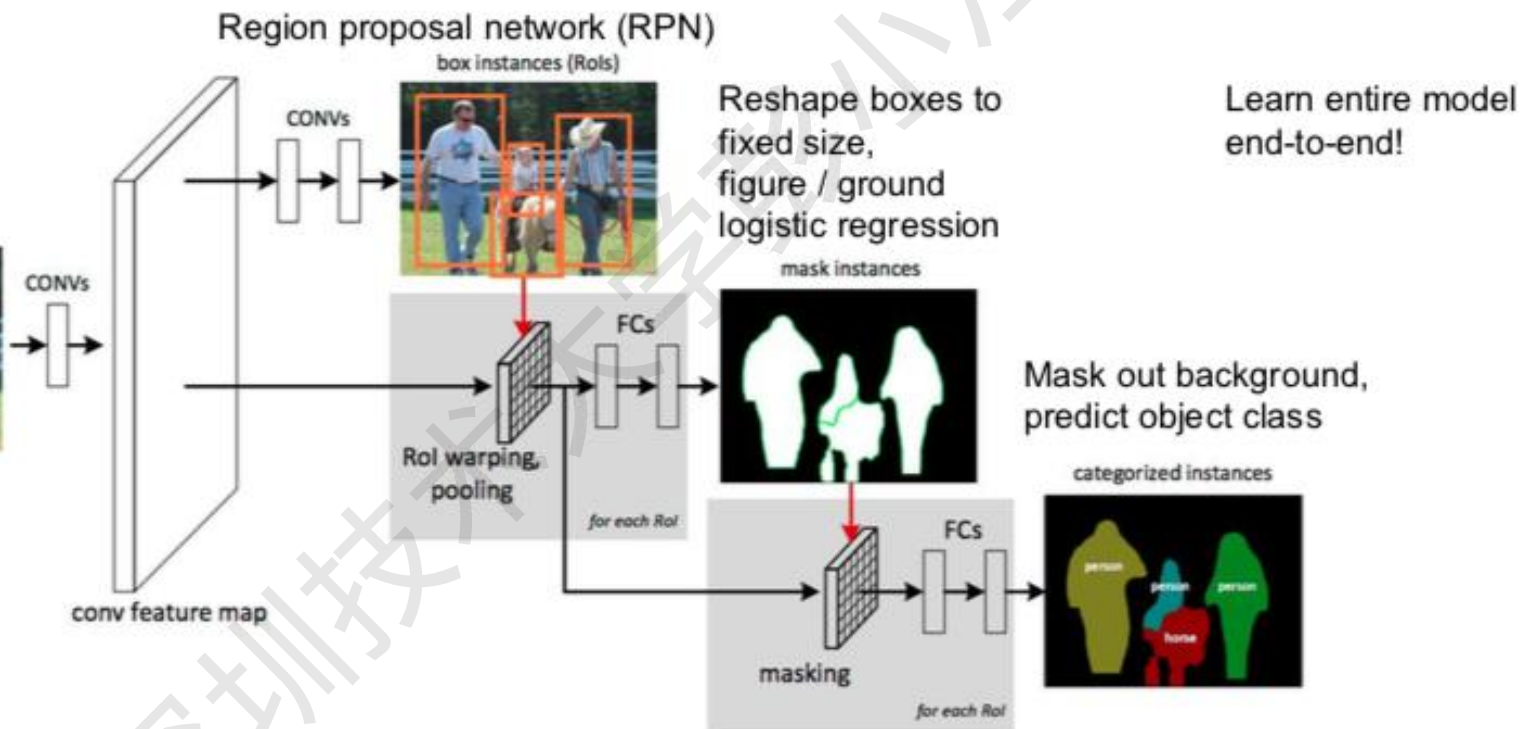 Region proposal network (RPN)
box instances (RoIs)
CONVs
Reshape boxes to
fixed size,
figure / ground
logistic regression
Learn entire model
end-to-end!
CONVs
mask instances
FCs
RoI warping,
pooling
for each RoI
Mask out background,
predict object class
categorized instances
FCs
person
person
person
horse
conv feature map
masking
for each RoI